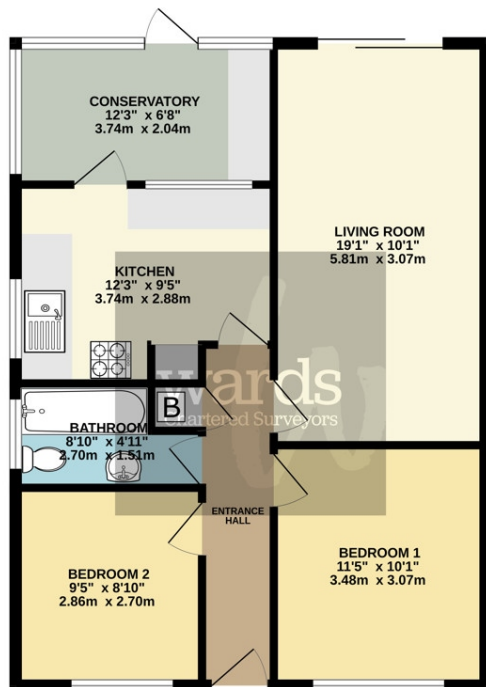 CONSERVATORY
12'3" x 6'8"
3.74m x 2.04m
LIVING ROOM
19'1" x 10'1"
5.81m x 3.07m
KITCHEN
12'3" x 9'5"
3.74m x 2.88m
wards
Chartered Surveyors
B
BATHROOM
8'10" x 4'11"
2.70m x 1.51m
ENTRANCE
HALL
BEDROOM 2
9'5" x 8'10"
2.86m x 2.70m
BEDROOM 1
11'5" x 10'1"
3.48m x 3.07m